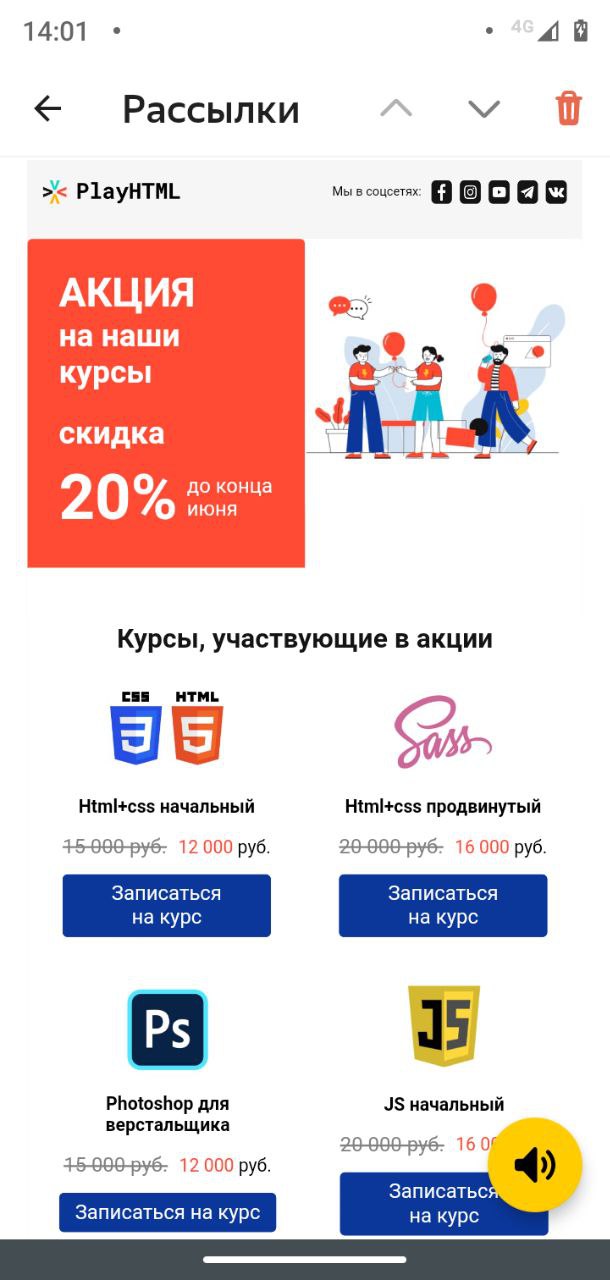 14:01
4G
Рассылки
PlayHTML
Мы в соцсетях:
АКЦИЯ
на наши
курсы
скидка
20%
до конца
июня
Курсы, участвующие в акции
CSS HTML
3 5
Sass
Html+css начальный
Html+css продвинутый
15 000 руб. 12 000 руб.
20 000 руб. 16 000 руб.
Записаться
на курс
Записаться
на курс
Ps
JS
Photoshop для
верстальщика
JS начальный
15 000 руб. 12 000 руб.
20 000 руб.
Записаться на курс
Записаться
на курс